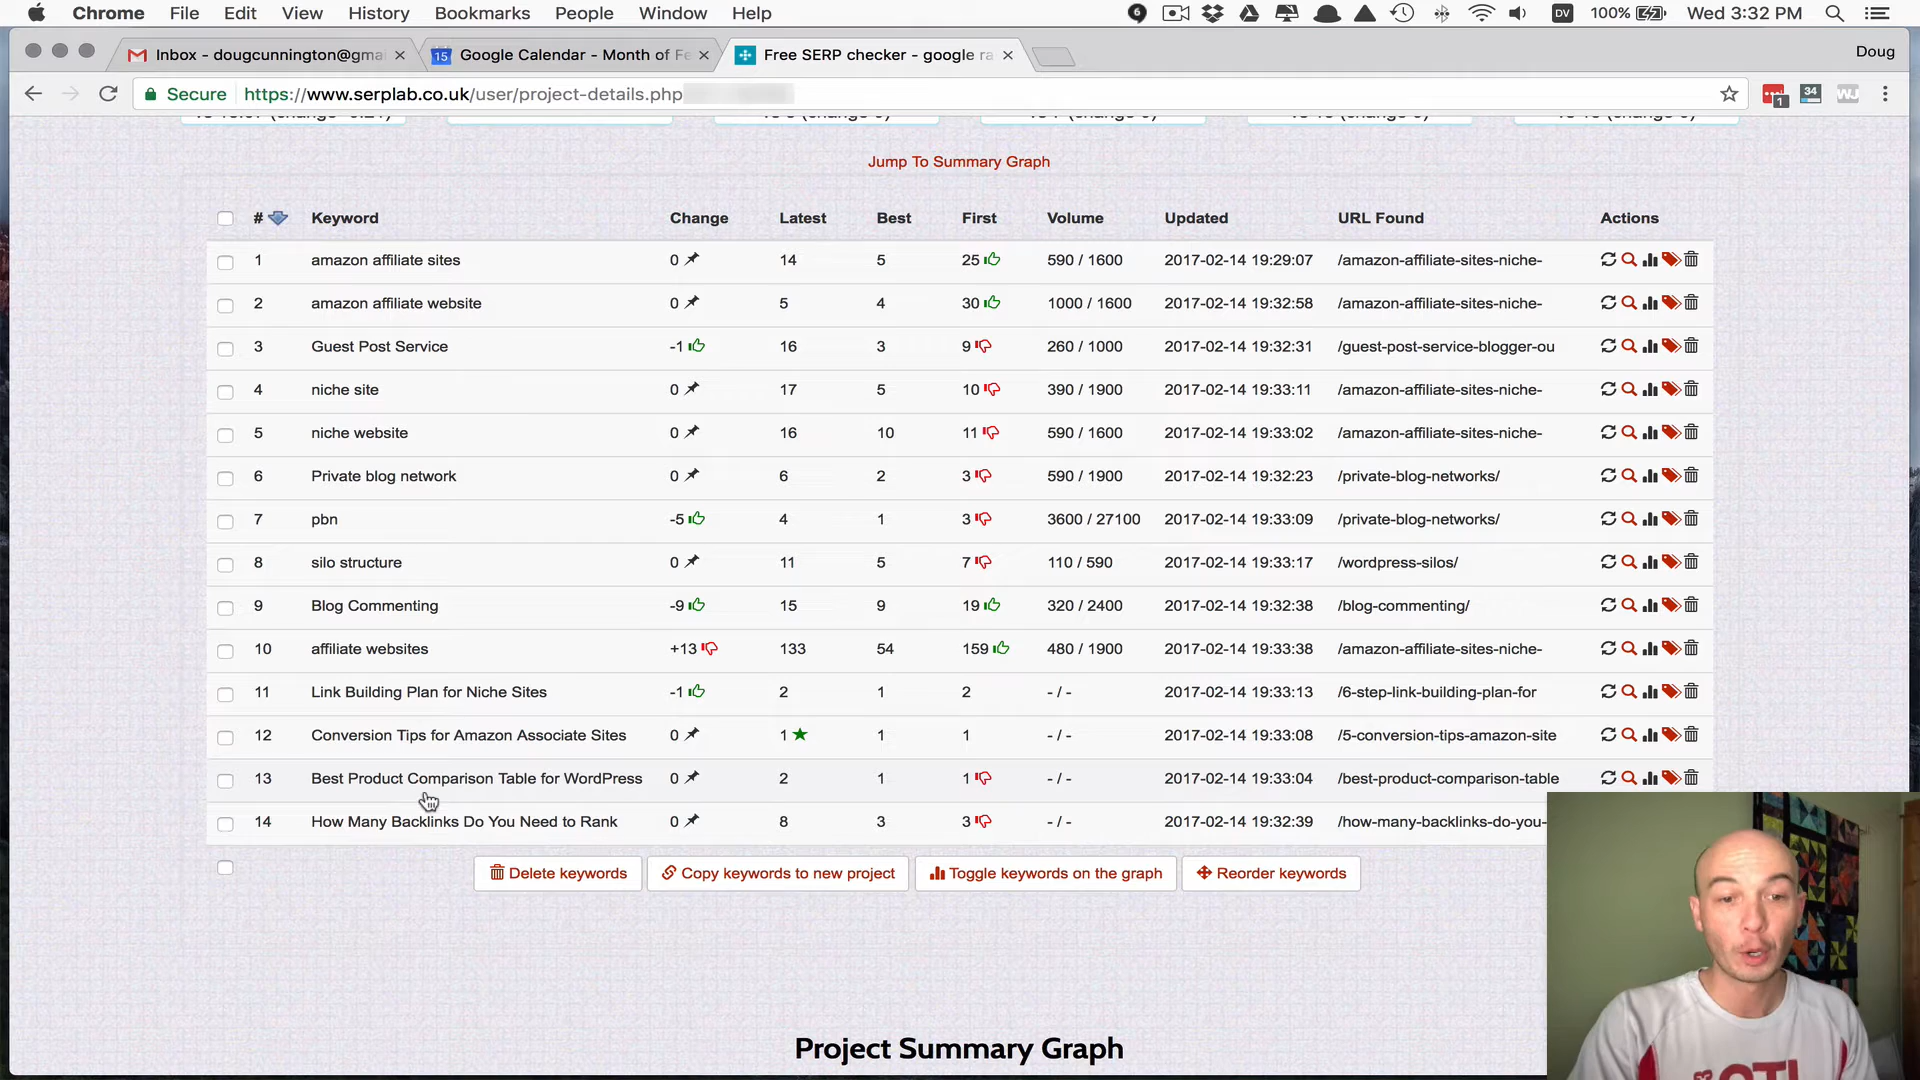 Chrome File Edit View History Bookmarks People Window Help 6 DV 100% Wed 3:32 PM
Inbox - dougcunnington@gmai Google Calendar - Month of Fe Free SERP checker - google ra Doug
Secure https://www.serplab.co.uk/user/project-details.php 1 34 WJ
Jump To Summary Graph
# Keyword Change Latest Best First Volume Updated URL Found Actions
1 amazon affiliate sites 0 14 5 25 590 / 1600 2017-02-14 19:29:07 /amazon-affiliate-sites-niche-
2 amazon affiliate website 0 5 4 30 1000 / 1600 2017-02-14 19:32:58 /amazon-affiliate-sites-niche-
3 Guest Post Service -1 16 3 9 260 / 1000 2017-02-14 19:32:31 /guest-post-service-blogger-ou
4 niche site 0 17 5 10 390 / 1900 2017-02-14 19:33:11 /amazon-affiliate-sites-niche-
5 niche website 0 16 10 11 590 / 1600 2017-02-14 19:33:02 /amazon-affiliate-sites-niche-
6 Private blog network 0 6 2 3 590 / 1900 2017-02-14 19:32:23 /private-blog-networks/
7 pbn -5 4 1 3 3600 / 27100 2017-02-14 19:33:09 /private-blog-networks/
8 silo structure 0 11 5 7 110 / 590 2017-02-14 19:33:17 /wordpress-silos/
9 Blog Commenting -9 15 9 19 320 / 2400 2017-02-14 19:32:38 /blog-commenting/
10 affiliate websites +13 133 54 159 480 / 1900 2017-02-14 19:33:38 /amazon-affiliate-sites-niche-
11 Link Building Plan for Niche Sites -1 2 1 2 - / - 2017-02-14 19:33:13 /6-step-link-building-plan-for
12 Conversion Tips for Amazon Associate Sites 0 1 1 1 - / - 2017-02-14 19:33:08 /5-conversion-tips-amazon-site
13 Best Product Comparison Table for WordPress 0 2 1 1 - / - 2017-02-14 19:33:04 /best-product-comparison-table
14 How Many Backlinks Do You Need to Rank 0 8 3 3 - / - 2017-02-14 19:32:39 /how-many-backlinks-do-you-
Delete keywords Copy keywords to new project Toggle keywords on the graph Reorder keywords
Project Summary Graph